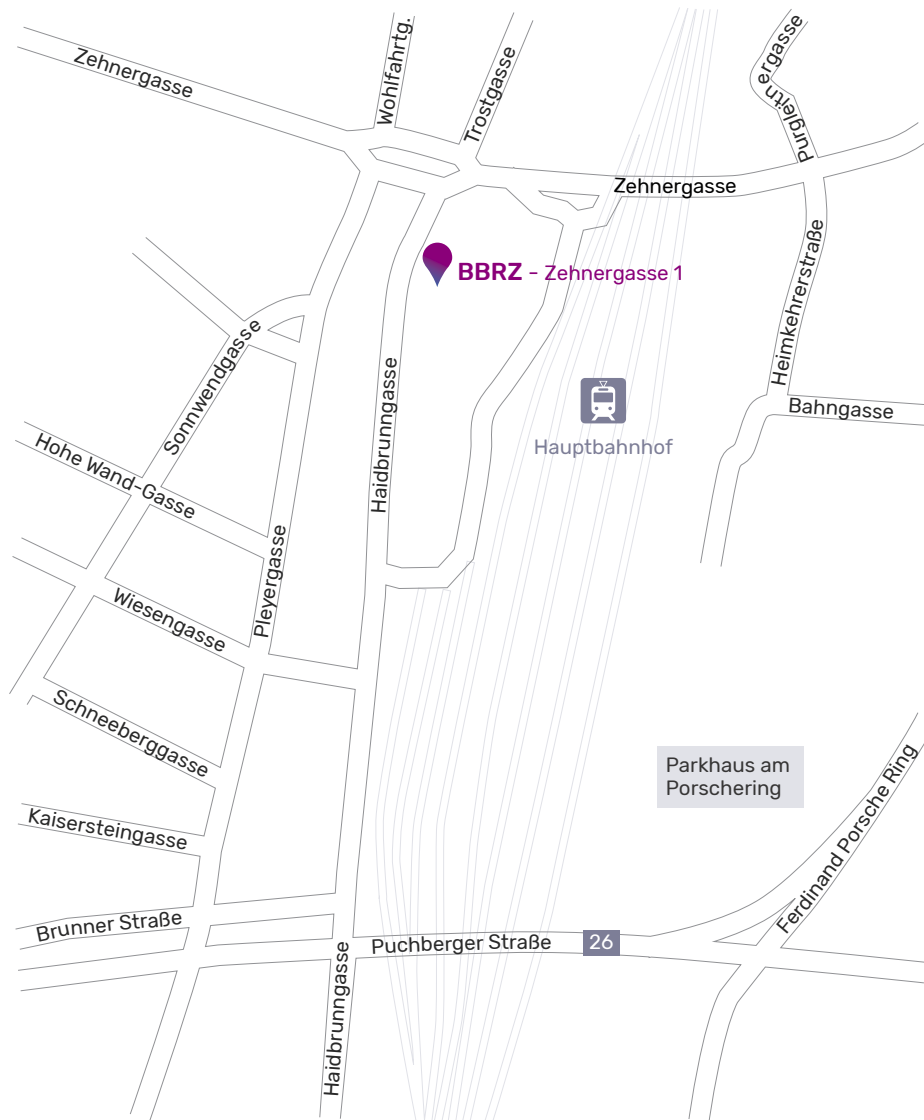 Wohlfahrtg.
Trostgasse
Zehnergasse
Purgleitnergasse
Zehnergasse
BBRZ - Zehnergasse 1
Heimkehrerstraße
Sonnwendgasse
Haidbrunngasse
Bahngasse
Hauptbahnhof
Hohe Wand-Gasse
Pleyergasse
Wiesengasse
Schneeberggasse
Parkhaus am
Porschering
Kaisersteingasse
Ferdinand Porsche Ring
Brunner Straße
Puchberger Straße
26
Haidbrunngasse